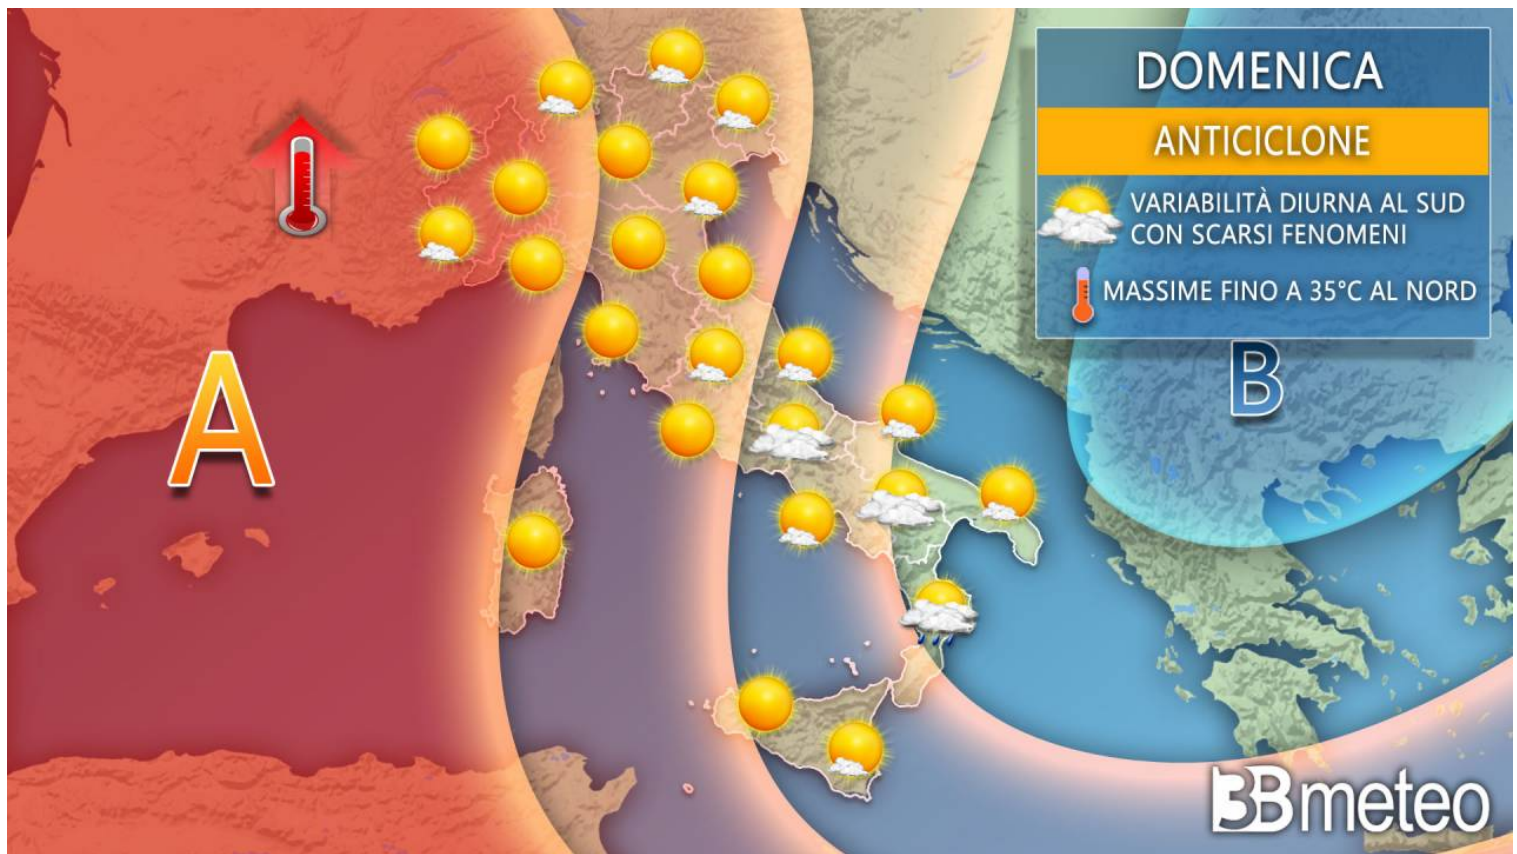 DOMENICA
ANTICICLONE
VARIABILITÀ DIURNA AL SUD
CON SCARSI FENOMENI
MASSIME FINO A 35°C AL NORD
A
B
3Bmeteo